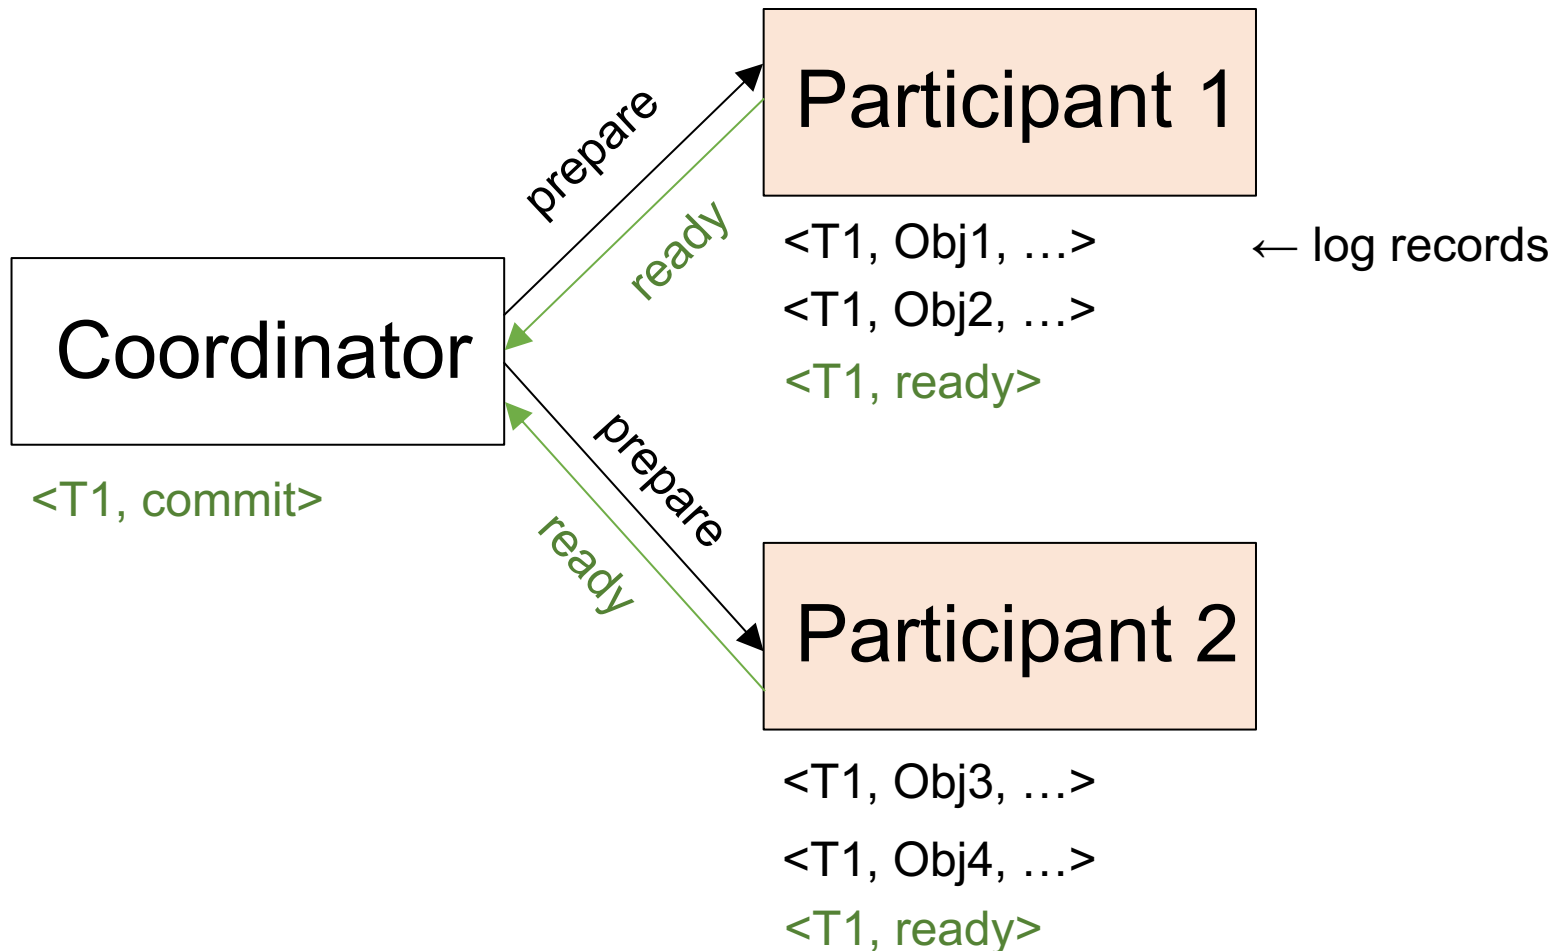 Participant 1
prepare
ready
<T1, Obj1, …>
← log records
<T1, Obj2, …>
<T1, ready>
Coordinator
<T1, commit>
prepare
ready
Participant 2
<T1, Obj3, …>
<T1, Obj4, …>
<T1, ready>